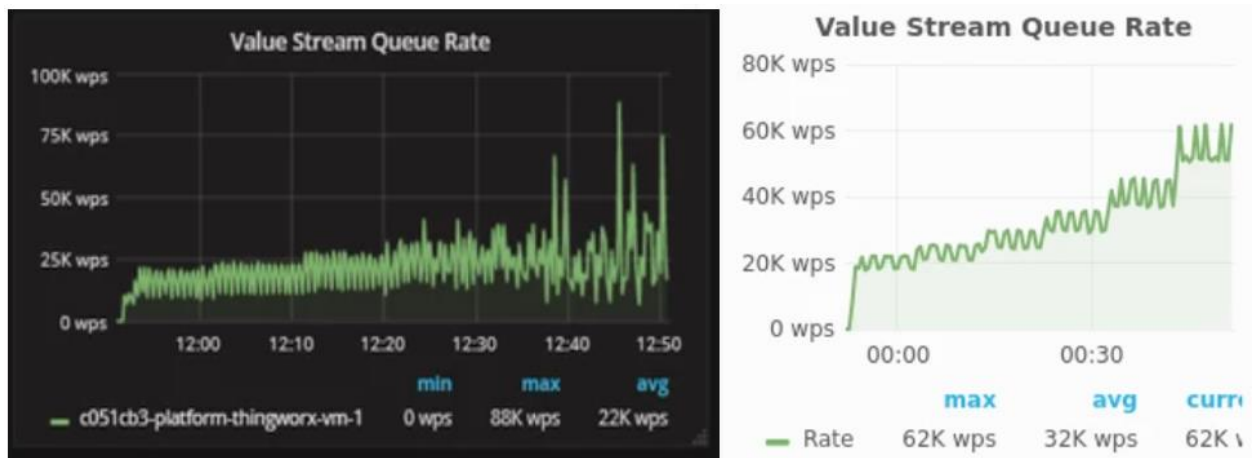 Value Stream Queue Rate
100K wps
75K wps
50K wps
25K wps
0 wps
12:00 12:10 12:20 12:30 12:40 12:50
min max avg
c051cb3-platform-thingworx-vm-1 0 wps 88K wps 22K wps
Value Stream Queue Rate
80K wps
60K wps
40K wps
20K wps
0 wps
00:00 00:30
max avg curr
Rate 62K wps 32K wps 62K